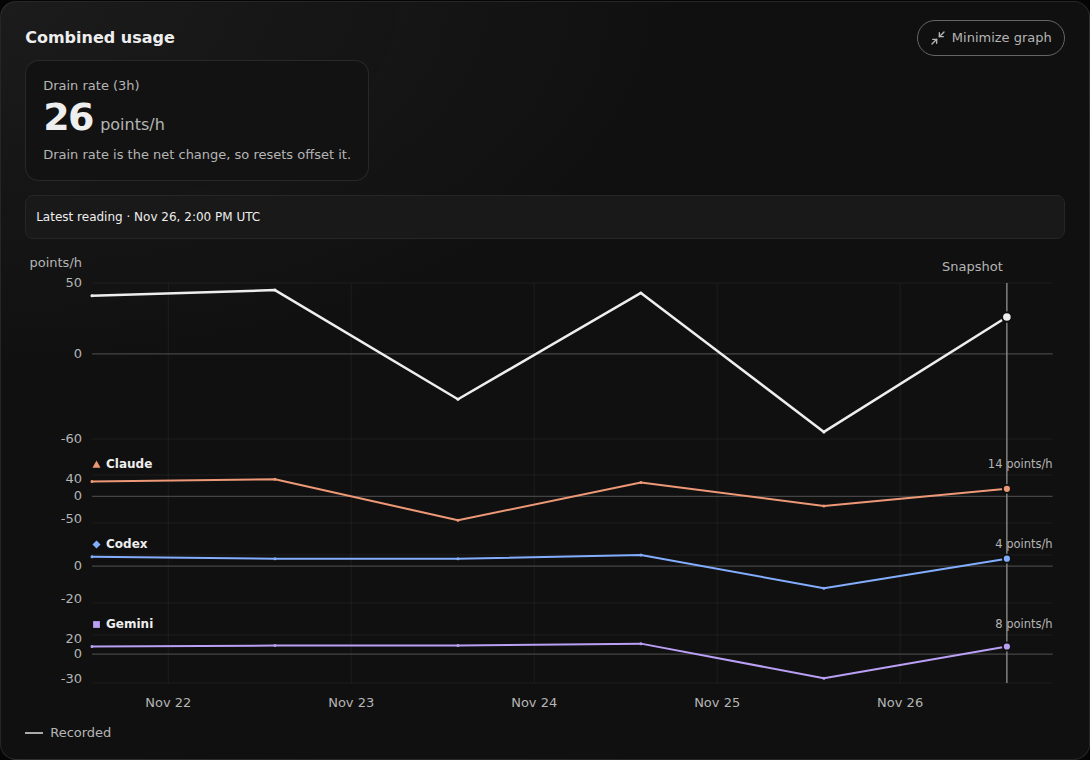 Combined usage
Minimize graph
Drain rate (3h)
26 points/h
Drain rate is the net change, so resets offset it.
Latest reading · Nov 26, 2:00 PM UTC
points/h
Snapshot
50
0
-60
Claude
14 points/h
40
0
-50
Codex
4 points/h
0
-20
Gemini
8 points/h
20
0
-30
Nov 22 Nov 23 Nov 24 Nov 25 Nov 26
Recorded